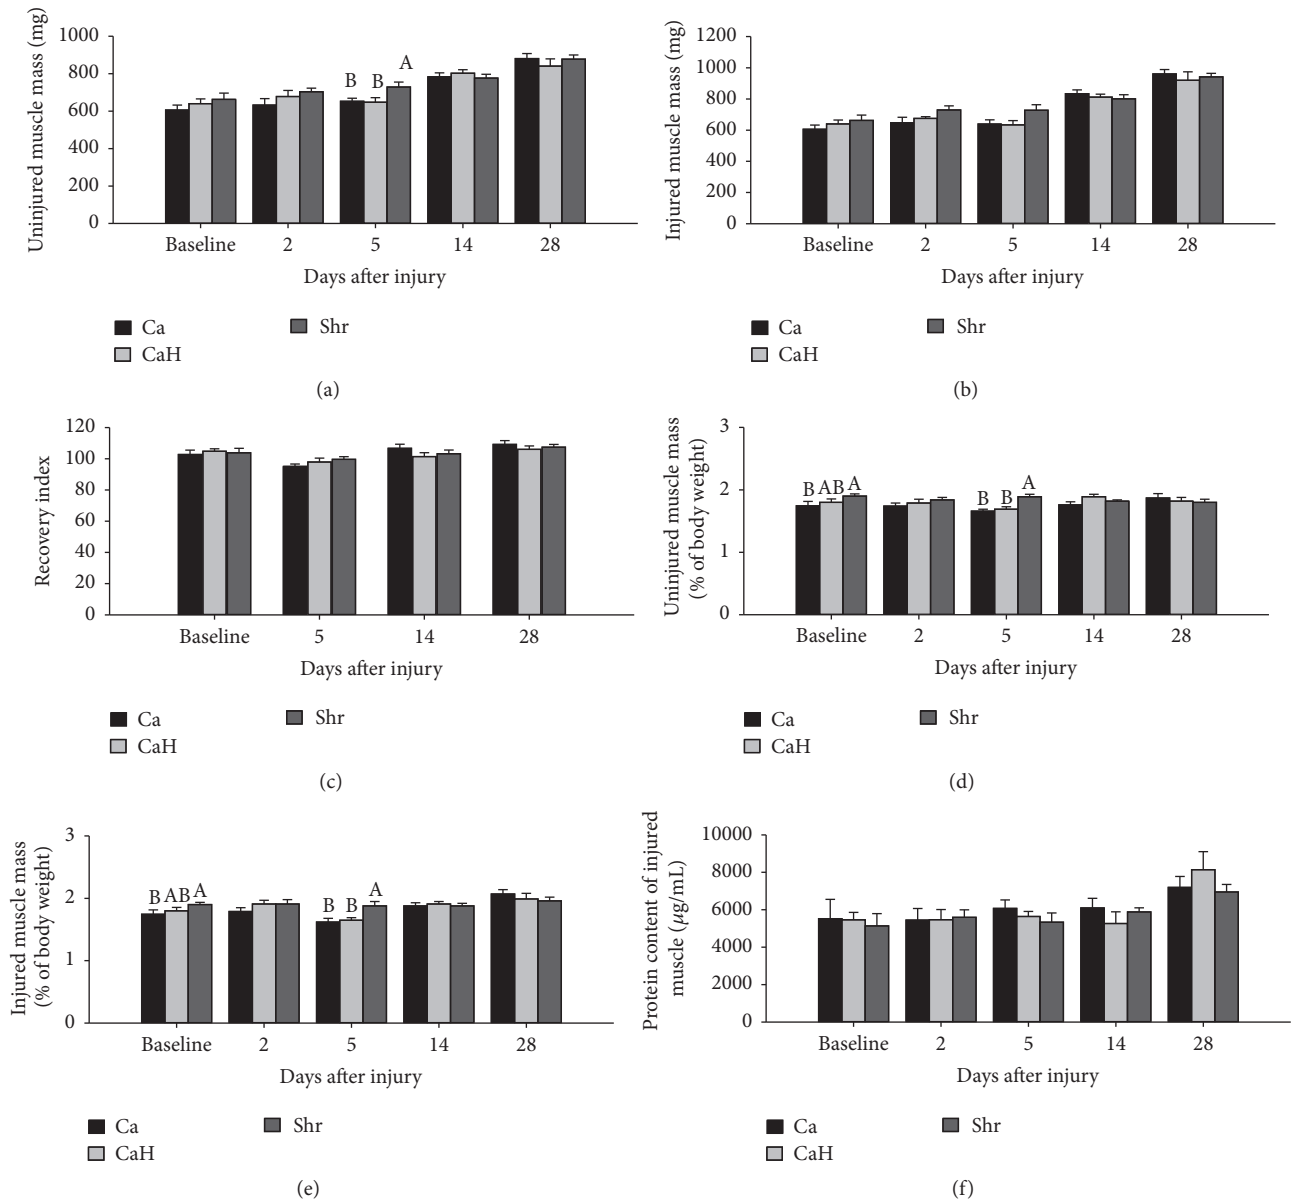 Uninjured muscle mass (mg)
1000
800
600
400
200
0
B B A
Baseline 2 5 14 28
Days after injury
Ca Shr
CaH
(a)
Injured muscle mass (mg)
1200
1000
800
600
400
200
0
Baseline 2 5 14 28
Days after injury
Ca Shr
CaH
(b)
Recovery index
120
100
80
60
40
20
0
Baseline 5 14 28
Days after injury
Ca Shr
CaH
(c)
Uninjured muscle mass
(% of body weight)
3
2
1
0
B AB A B B A
Baseline 2 5 14 28
Days after injury
Ca Shr
CaH
(d)
Injured muscle mass
(% of body weight)
3
2
1
0
B AB A B B A
Baseline 2 5 14 28
Days after injury
Ca Shr
CaH
(e)
Protein content of injured
muscle (μg/mL)
10000
8000
6000
4000
2000
0
Baseline 2 5 14 28
Days after injury
Ca Shr
CaH
(f)